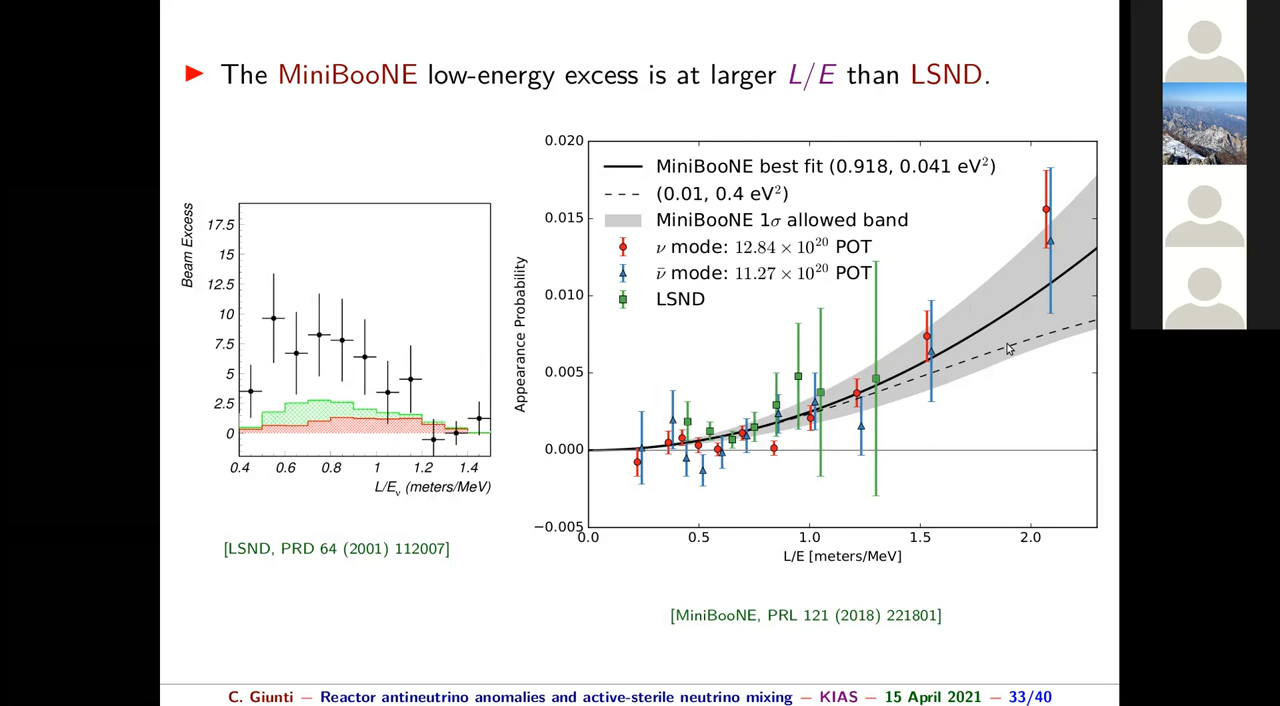 ► The MiniBooNE low-energy excess is at larger L/E than LSND.
Beam Excess
17.5
15
12.5
10
7.5
5
2.5
0
0.4 0.6 0.8 1 1.2 1.4
L/Eν (meters/MeV)
[LSND, PRD 64 (2001) 112007]
Appearance Probability
0.020
0.015
0.010
0.005
0.000
−0.005
MiniBooNE best fit (0.918, 0.041 eV²)
(0.01, 0.4 eV²)
MiniBooNE 1σ allowed band
ν mode: 12.84 × 10²⁰ POT
ν̄ mode: 11.27 × 10²⁰ POT
LSND
0.0 0.5 1.0 1.5 2.0
L/E [meters/MeV]
[MiniBooNE, PRL 121 (2018) 221801]
C. Giunti − Reactor antineutrino anomalies and active-sterile neutrino mixing − KIAS − 15 April 2021 − 33/40